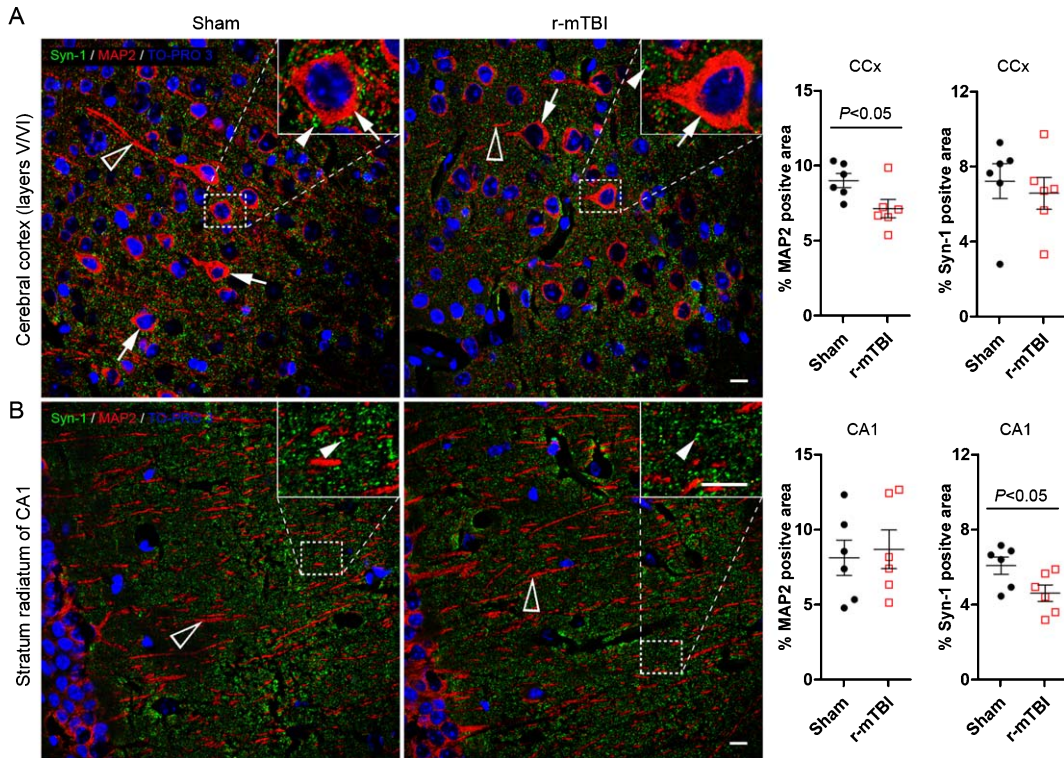 A
Sham
r-mTBI
Cerebral cortex (layers V/VI)
Syn-1 / MAP2 / TO-PRO 3
CCx
% MAP2 positve area
15
10
5
0
P<0.05
Sham
r-mTBI
CCx
% Syn-1 positve area
12
8
4
0
Sham
r-mTBI
B
Stratum radiatum of CA1
Syn-1 / MAP2 / TO-PRO 3
CA1
% MAP2 positve area
15
10
5
0
Sham
r-mTBI
CA1
% Syn-1 positve area
12
8
4
0
P<0.05
Sham
r-mTBI